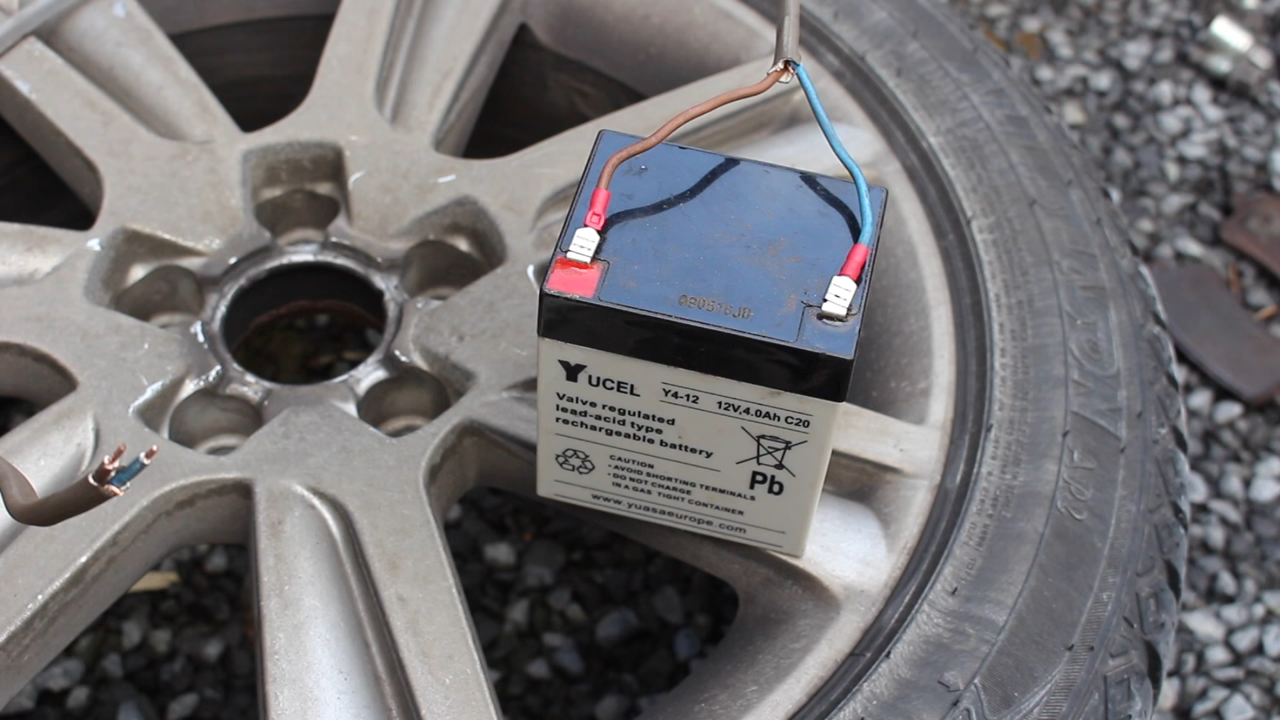 090616JB
YUCEL
Y4-12 12V,4.0Ah C20
Valve regulated
lead-acid type
rechargeable battery
CAUTION
• AVOID SHORTING TERMINALS
• DO NOT CHARGE
IN A GAS TIGHT CONTAINER
Pb
www.yuasaeurope.com